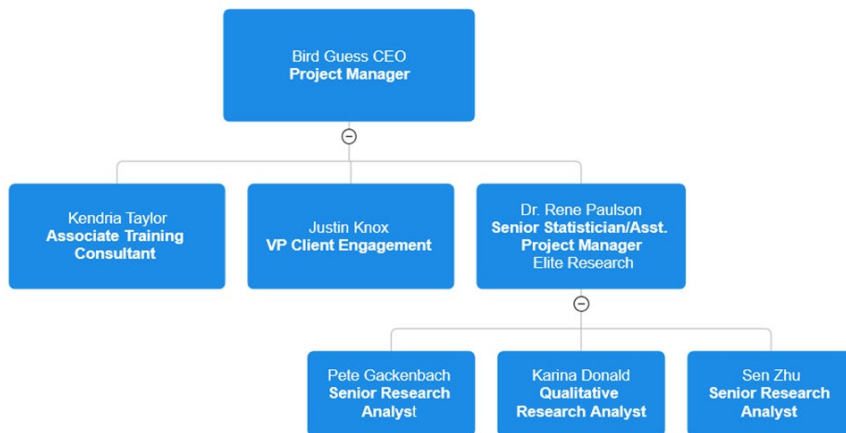 Bird Guess CEO
Project Manager
Kendria Taylor
Associate Training
Consultant
Justin Knox
VP Client Engagement
Dr. Rene Paulson
Senior Statistician/Asst.
Project Manager
Elite Research
Pete Gackenbach
Senior Research
Analyst
Karina Donald
Qualitative
Research Analyst
Sen Zhu
Senior Research
Analyst